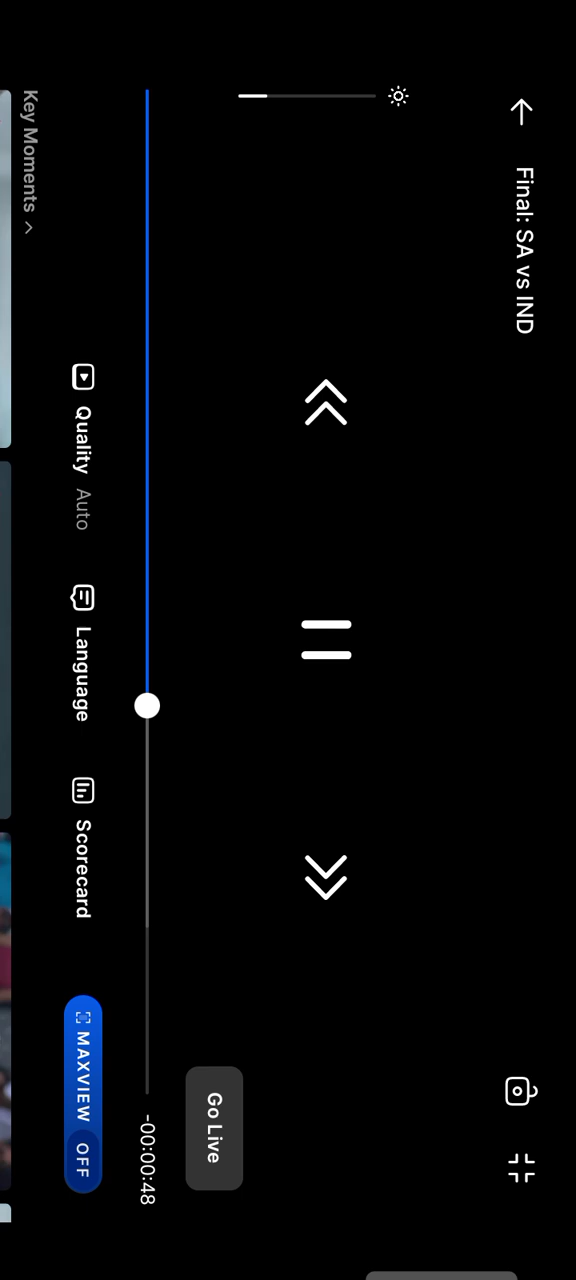 Final: SA vs IND
Go Live
-00:00:48
Quality Auto
Language
Scorecard
MAXVIEW OFF
Key Moments